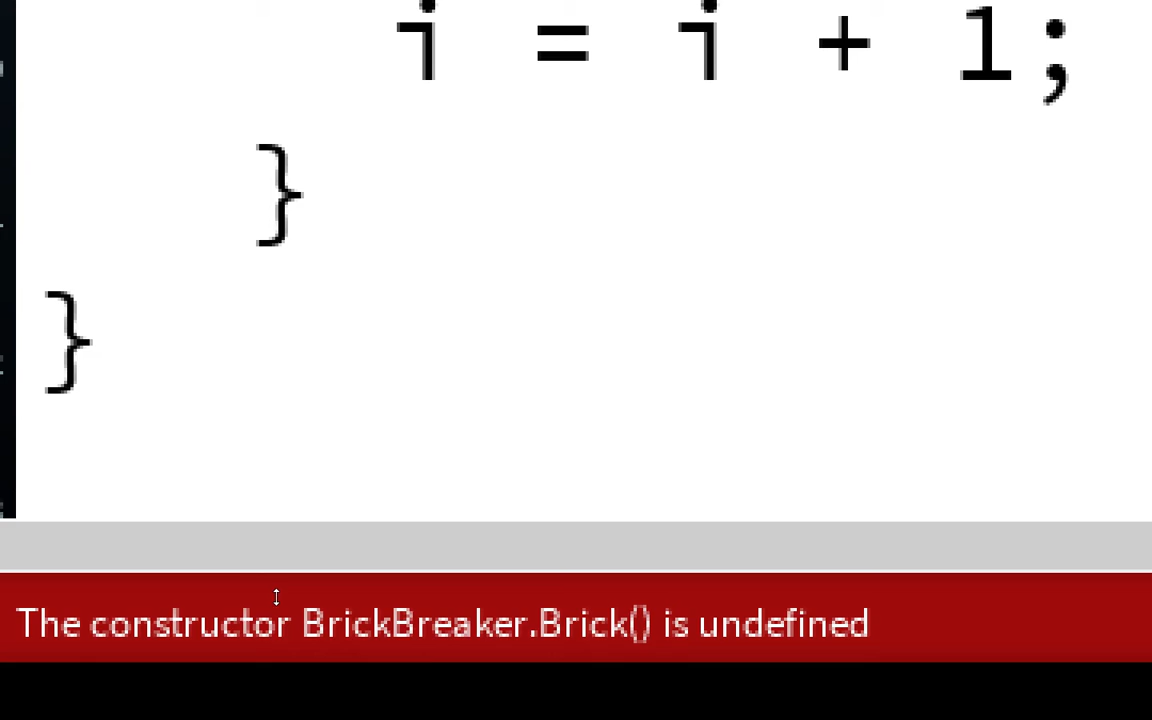 i = i + 1;
}
}
The constructor BrickBreaker.Brick() is undefined